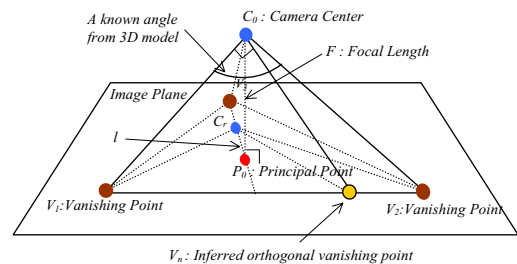 C0 : Camera Center
A known angle
from 3D model
F : Focal Length
V3
Image Plane
Cr
l
P0 : Principal Point
V1:Vanishing Point
V2:Vanishing Point
Vn : Inferred orthogonal vanishing point